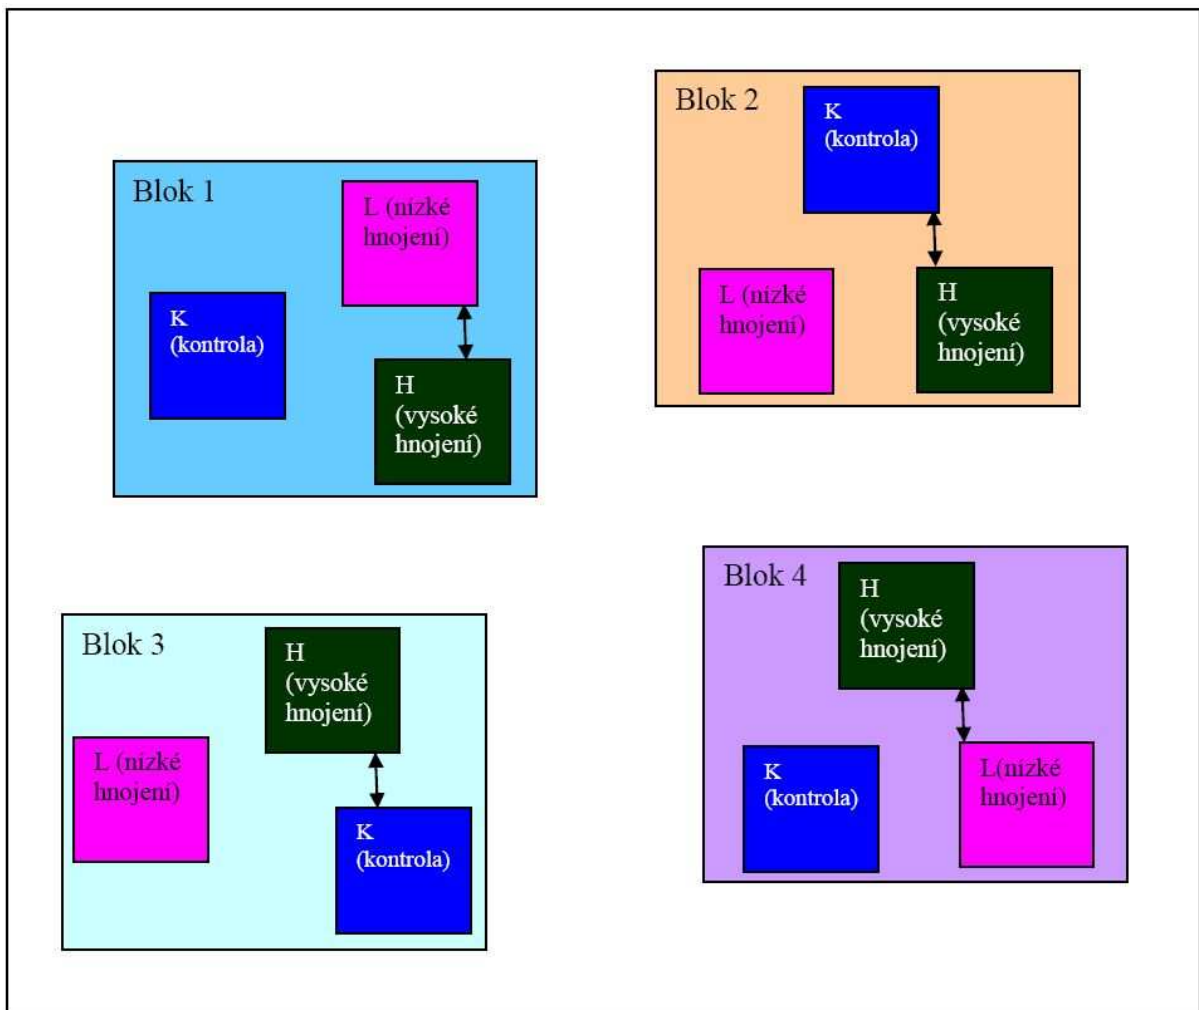 Blok 1
L (nízké
hnojení)
K
(kontrola)
H
(vysoké
hnojení)
Blok 2
K
(kontrola)
L (nízké
hnojení)
H
(vysoké
hnojení)
Blok 3
H
(vysoké
hnojení)
L (nízké
hnojení)
K
(kontrola)
Blok 4
H
(vysoké
hnojení)
K
(kontrola)
L(nízké
hnojení)